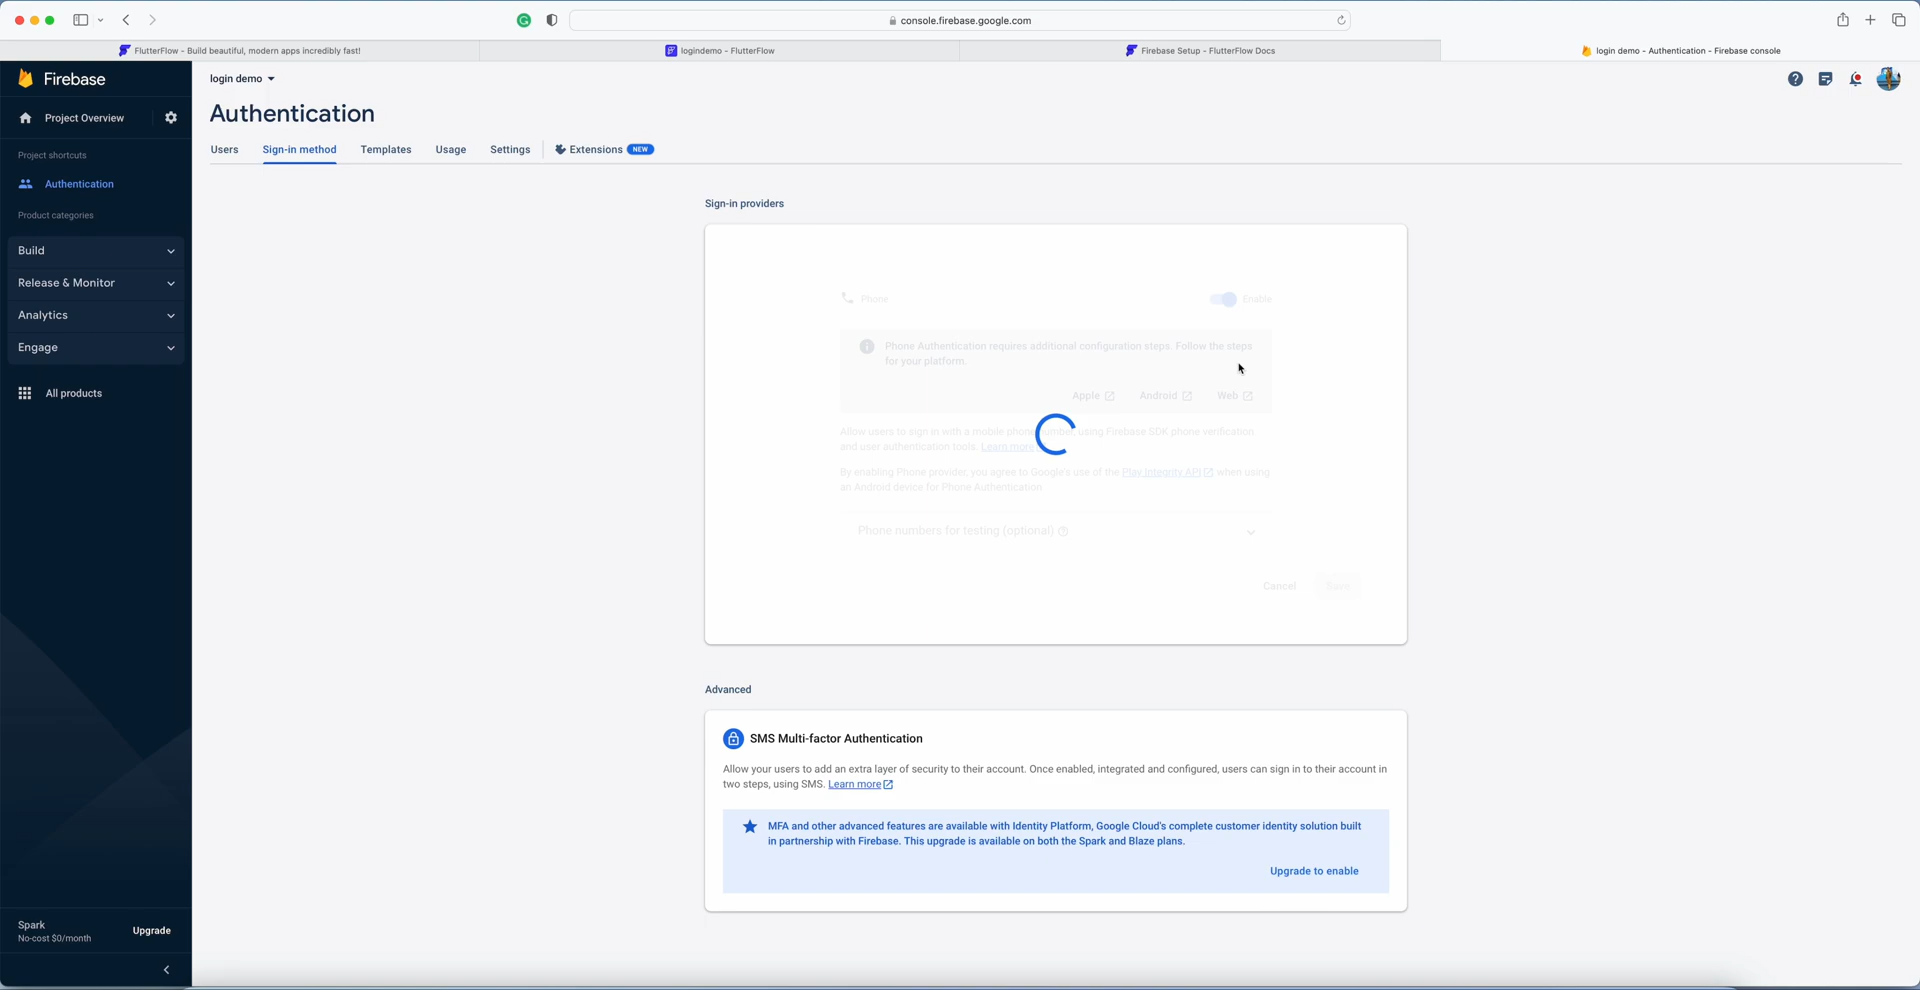 console.firebase.google.com
FlutterFlow - Build beautiful, modern apps incredibly fast!
logindemo - FlutterFlow
Firebase Setup - FlutterFlow Docs
login demo - Authentication - Firebase console
Firebase
Project Overview
Project shortcuts
Authentication
Product categories
Build
Release & Monitor
Analytics
Engage
All products
Spark
No-cost $0/month
Upgrade
login demo
Authentication
Users
Sign-in method
Templates
Usage
Settings
Extensions NEW
Sign-in providers
Phone
Enable
Phone Authentication requires additional configuration steps. Follow the steps
for your platform.
Apple
Android
Web
Allow users to sign in with a mobile phone number, using Firebase SDK phone verification
and user authentication tools. Learn more
By enabling Phone provider, you agree to Google's use of the Play Integrity API when using
an Android device for Phone Authentication
Phone numbers for testing (optional)
Cancel
Save
Advanced
SMS Multi-factor Authentication
Allow your users to add an extra layer of security to their account. Once enabled, integrated and configured, users can sign in to their account in
two steps, using SMS. Learn more
MFA and other advanced features are available with Identity Platform, Google Cloud's complete customer identity solution built
in partnership with Firebase. This upgrade is available on both the Spark and Blaze plans.
Upgrade to enable